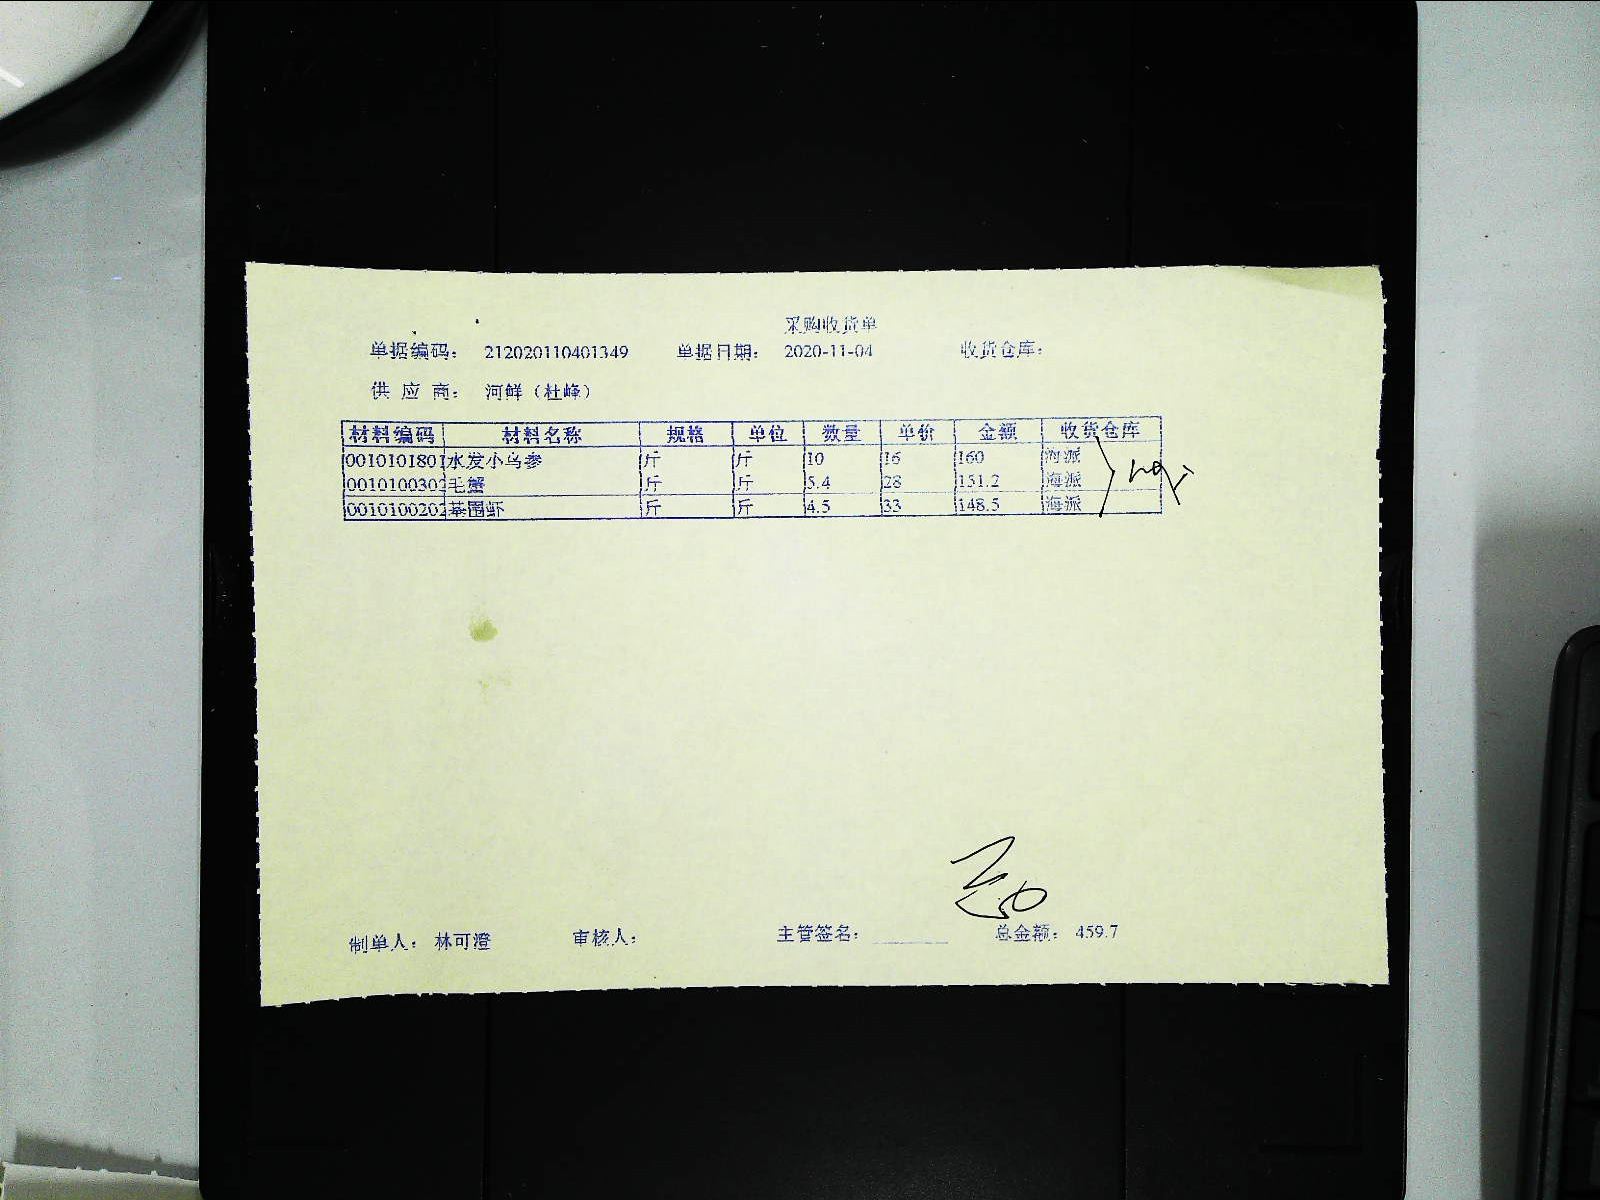 采购收货单
单据编码： 212020110401349 单据日期： 2020-11-04 收货仓库：
供 应 商： 河鲜（杜峰）
材料编码 材料名称 规格 单位 数量 单价 金额 收货仓库
0010101801 水发小乌参 斤 斤 10 16 160 海派
001010030 毛蟹 斤 斤 5.4 28 151.2 海派
001010020 基围虾 斤 斤 4.5 33 148.5 海派
制单人： 林可澄 审核人： 主管签名： 总金额： 459.7